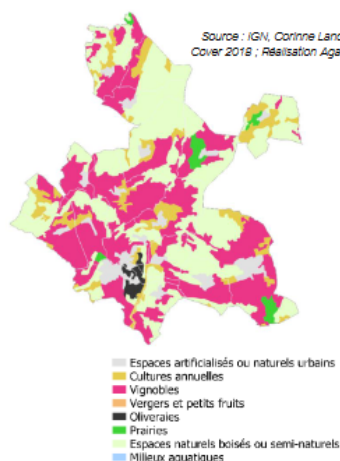 Source : IGN, Corinne Land
Cover 2018 ; Réalisation Aga
Espaces artificialisés ou naturels urbains
Cultures annuelles
Vignobles
Vergers et petits fruits
Oliveraies
Prairies
Espaces naturels boisés ou semi-naturels
Milieux aquatiques